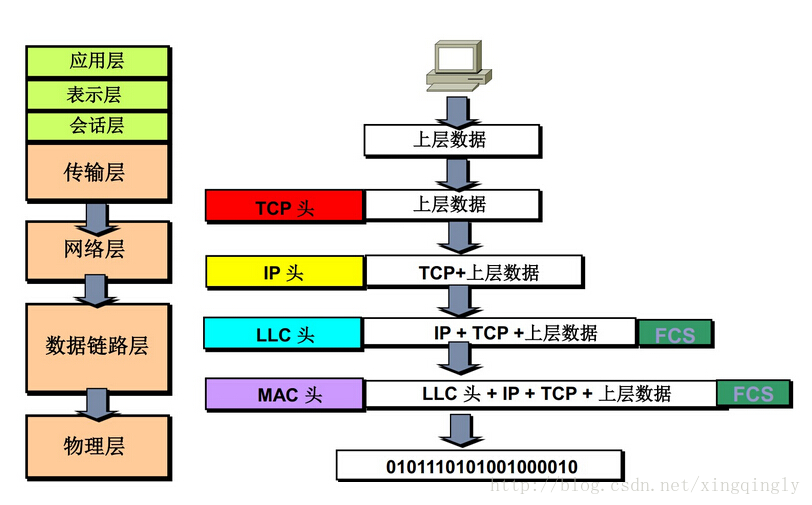 应用层
表示层
会话层
传输层
网络层
数据链路层
物理层
上层数据
TCP 头 上层数据
IP 头 TCP+上层数据
LLC 头 IP + TCP +上层数据 FCS
MAC 头 LLC 头 + IP + TCP + 上层数据 FCS
0101110101001000010
http://blog.csdn.net/xingqingly